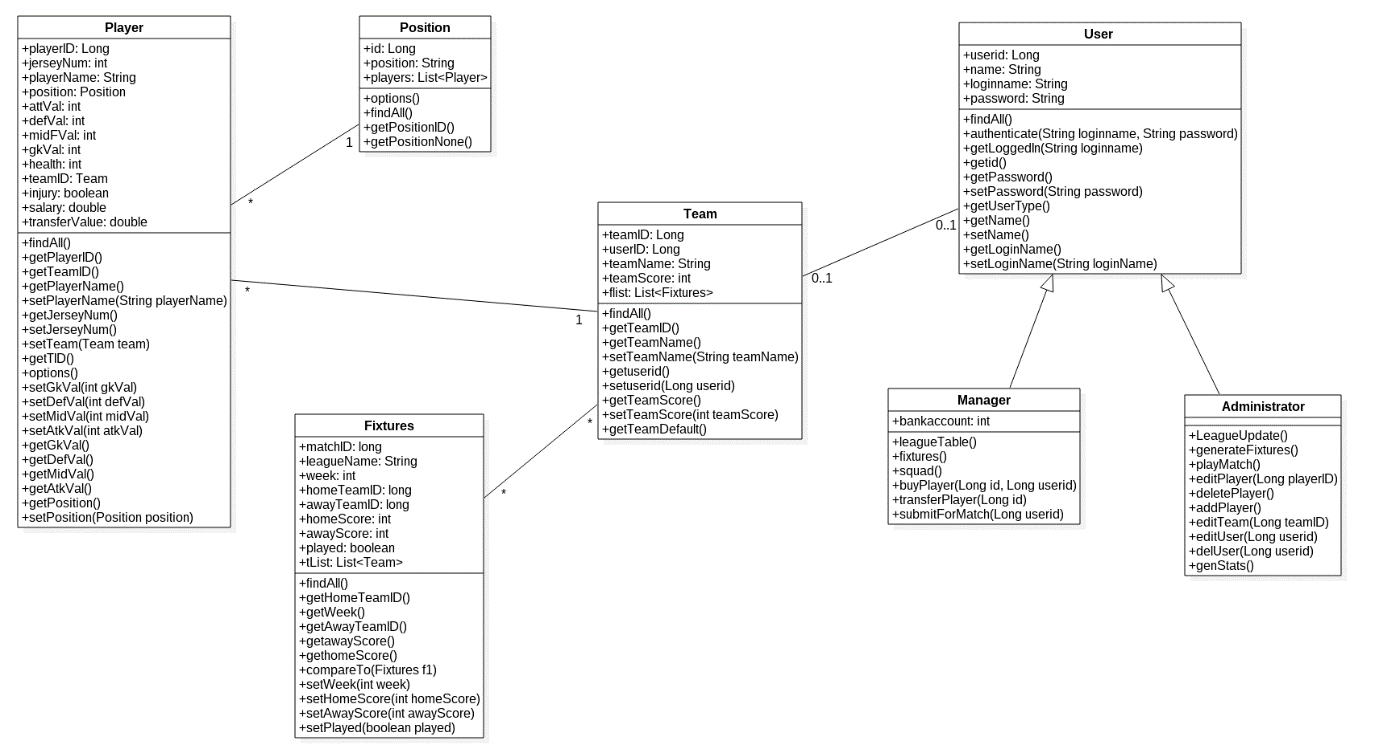 Player
+playerID: Long
+jerseyNum: int
+playerName: String
+position: Position
+attVal: int
+defVal: int
+midFVal: int
+gkVal: int
+health: int
+teamID: Team
+injury: boolean
+salary: double
+transferValue: double
+findAll()
+getPlayerID()
+getTeamID()
+getPlayerName()
+setPlayerName(String playerName)
+getJerseyNum()
+setJerseyNum()
+setTeam(Team team)
+getTID()
+options()
+setGkVal(int gkVal)
+setDefVal(int defVal)
+setMidVal(int midVal)
+setAtkVal(int atkVal)
+getGkVal()
+getDefVal()
+getMidVal()
+getAtkVal()
+getPosition()
+setPosition(Position position)
Position
+id: Long
+position: String
+players: List<Player>
+options()
+findAll()
+getPositionID()
+getPositionNone()
1
*
*
1
Fixtures
+matchID: long
+leagueName: String
+week: int
+homeTeamID: long
+awayTeamID: long
+homeScore: int
+awayScore: int
+played: boolean
+tList: List<Team>
+findAll()
+getHomeTeamID()
+getWeek()
+getAwayTeamID()
+getawayScore()
+gethomeScore()
+compareTo(Fixtures f1)
+setWeek(int week)
+setHomeScore(int homeScore)
+setAwayScore(int awayScore)
+setPlayed(boolean played)
*
*
Team
+teamID: Long
+userID: Long
+teamName: String
+teamScore: int
+flist: List<Fixtures>
+findAll()
+getTeamID()
+getTeamName()
+setTeamName(String teamName)
+getuserid()
+setuserid(Long userid)
+getTeamScore()
+setTeamScore(int teamScore)
+getTeamDefault()
0..1
0..1
User
+userid: Long
+name: String
+loginname: String
+password: String
+findAll()
+authenticate(String loginname, String password)
+getLoggedIn(String loginname)
+getid()
+getPassword()
+setPassword(String password)
+getUserType()
+getName()
+setName()
+getLoginName()
+setLoginName(String loginName)
Manager
+bankaccount: int
+leagueTable()
+fixtures()
+squad()
+buyPlayer(Long id, Long userid)
+transferPlayer(Long id)
+submitForMatch(Long userid)
Administrator
+LeagueUpdate()
+generateFixtures()
+playMatch()
+editPlayer(Long playerID)
+deletePlayer()
+addPlayer()
+editTeam(Long teamID)
+editUser(Long userid)
+delUser(Long userid)
+genStats()